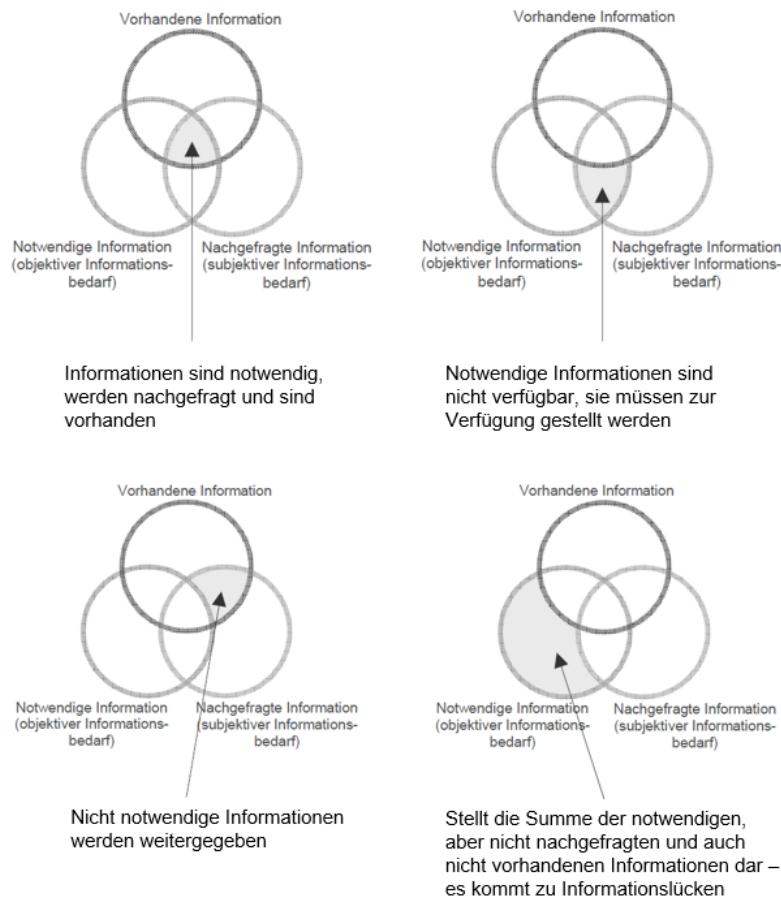 Vorhandene Information
Notwendige Information
(objektiver Informations-
bedarf)
Nachgefragte Information
(subjektiver Informations-
bedarf)
Informationen sind notwendig,
werden nachgefragt und sind
vorhanden
Vorhandene Information
Notwendige Information
(objektiver Informations-
bedarf)
Nachgefragte Information
(subjektiver Informations-
bedarf)
Notwendige Informationen sind
nicht verfügbar, sie müssen zur
Verfügung gestellt werden
Vorhandene Information
Notwendige Information
(objektiver Informations-
bedarf)
Nachgefragte Information
(subjektiver Informations-
bedarf)
Nicht notwendige Informationen
werden weitergegeben
Vorhandene Information
Notwendige Information
(objektiver Informations-
bedarf)
Nachgefragte Information
(subjektiver Informations-
bedarf)
Stellt die Summe der notwendigen,
aber nicht nachgefragten und auch
nicht vorhandenen Informationen dar –
es kommt zu Informationslücken